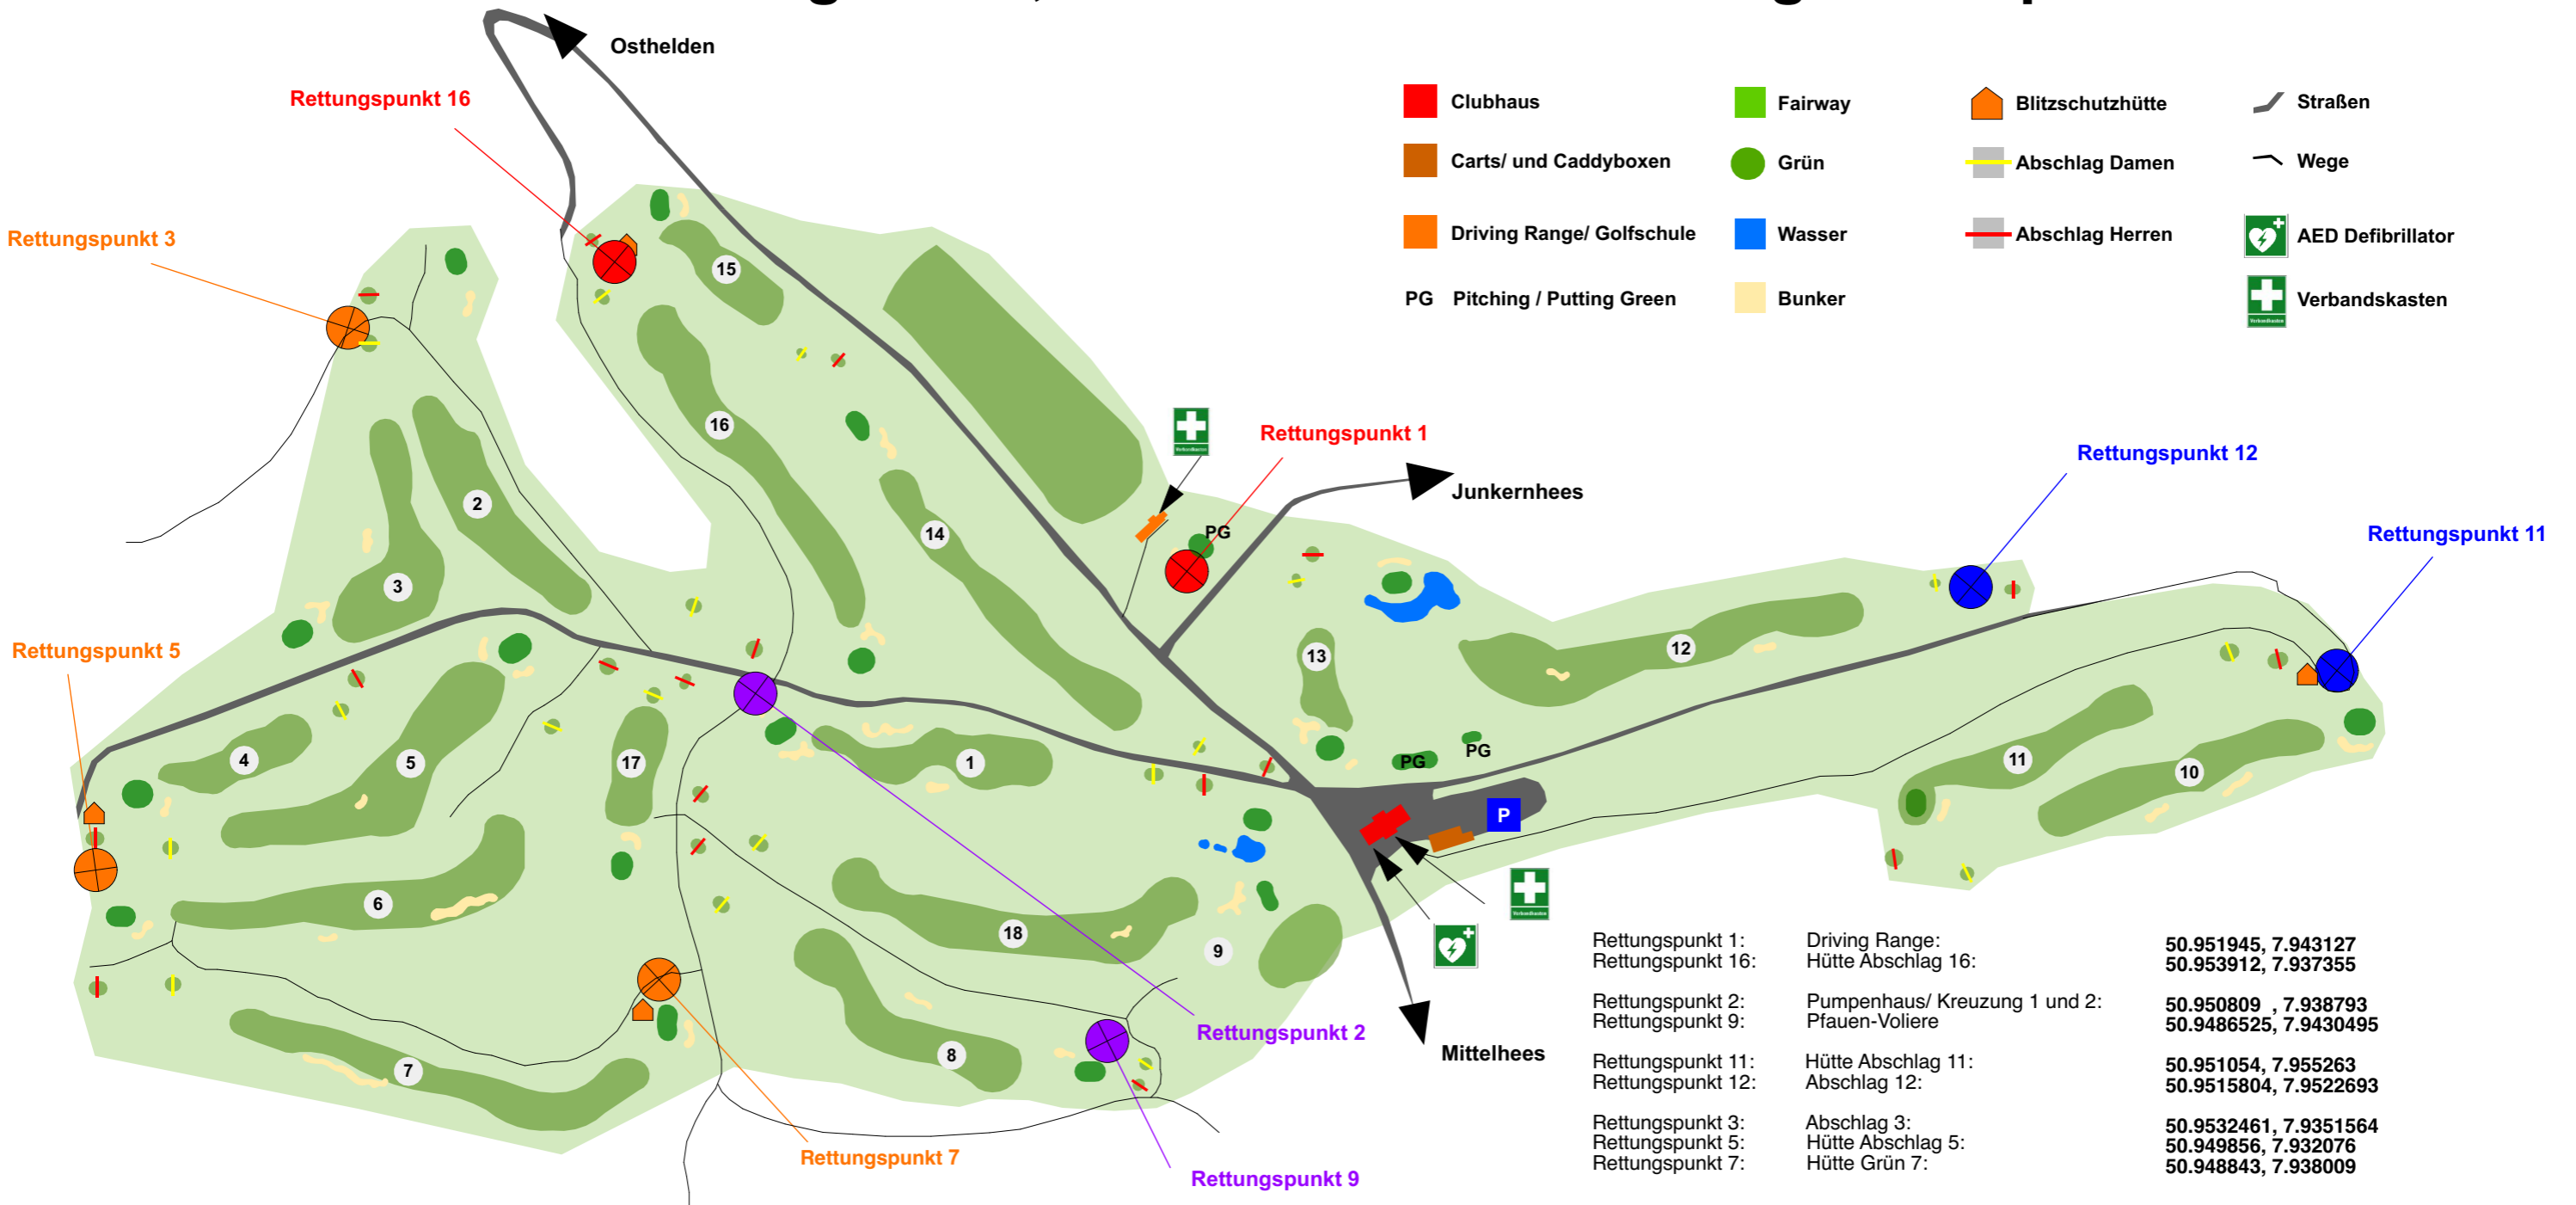 Osthelden
Rettungspunkt 16
Rettungspunkt 3
Clubhaus
Fairway
Blitzschutzhütte
Straßen
Carts/ und Caddyboxen
Grün
Abschlag Damen
Wege
Driving Range/ Golfschule
Wasser
Abschlag Herren
AED Defibrillator
PG Pitching / Putting Green
Bunker
Verbandskasten
15
16
14
2
3
Rettungspunkt 1
PG
Junkernhees
Rettungspunkt 12
Rettungspunkt 11
Rettungspunkt 5
13
12
4
5
17
1
PG
PG
P
11
10
6
18
9
8
7
Rettungspunkt 2
Mittelhees
Rettungspunkt 7
Rettungspunkt 9
Rettungspunkt 1: Driving Range: 50.951945, 7.943127
Rettungspunkt 16: Hütte Abschlag 16: 50.953912, 7.937355
Rettungspunkt 2: Pumpenhaus/ Kreuzung 1 und 2: 50.950809 , 7.938793
Rettungspunkt 9: Pfauen-Voliere 50.9486525, 7.9430495
Rettungspunkt 11: Hütte Abschlag 11: 50.951054, 7.955263
Rettungspunkt 12: Abschlag 12: 50.9515804, 7.9522693
Rettungspunkt 3: Abschlag 3: 50.9532461, 7.9351564
Rettungspunkt 5: Hütte Abschlag 5: 50.949856, 7.932076
Rettungspunkt 7: Hütte Grün 7: 50.948843, 7.938009